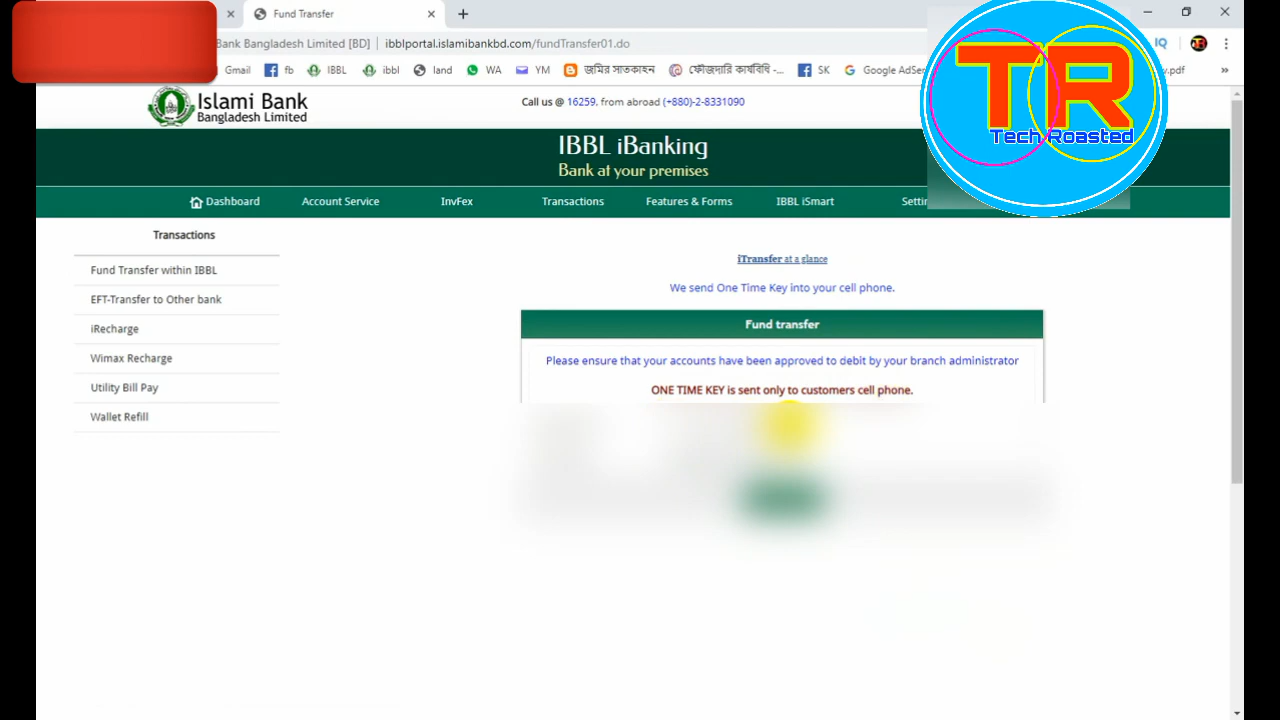 Fund Transfer
Bank Bangladesh Limited [BD] ibblportal.islamibankbd.com/fundTransfer01.do
IQ
Gmail fb IBBL ibbl land WA YM জমির সাতকাহন ফৌজদারি কার্যবিধি -... SK Google AdSer .pdf »
Islami Bank
Bangladesh Limited
Call us @ 16259. from abroad (+880)-2-8331090
TR
Tech Roasted
IBBL iBanking
Bank at your premises
Dashboard Account Service InvFex Transactions Features & Forms IBBL iSmart
Transactions
Fund Transfer within IBBL
EFT-Transfer to Other bank
iRecharge
Wimax Recharge
Utility Bill Pay
Wallet Refill
iTransfer at a glance
We send One Time Key into your cell phone.
Fund transfer
Please ensure that your accounts have been approved to debit by your branch administrator
ONE TIME KEY is sent only to customers cell phone.